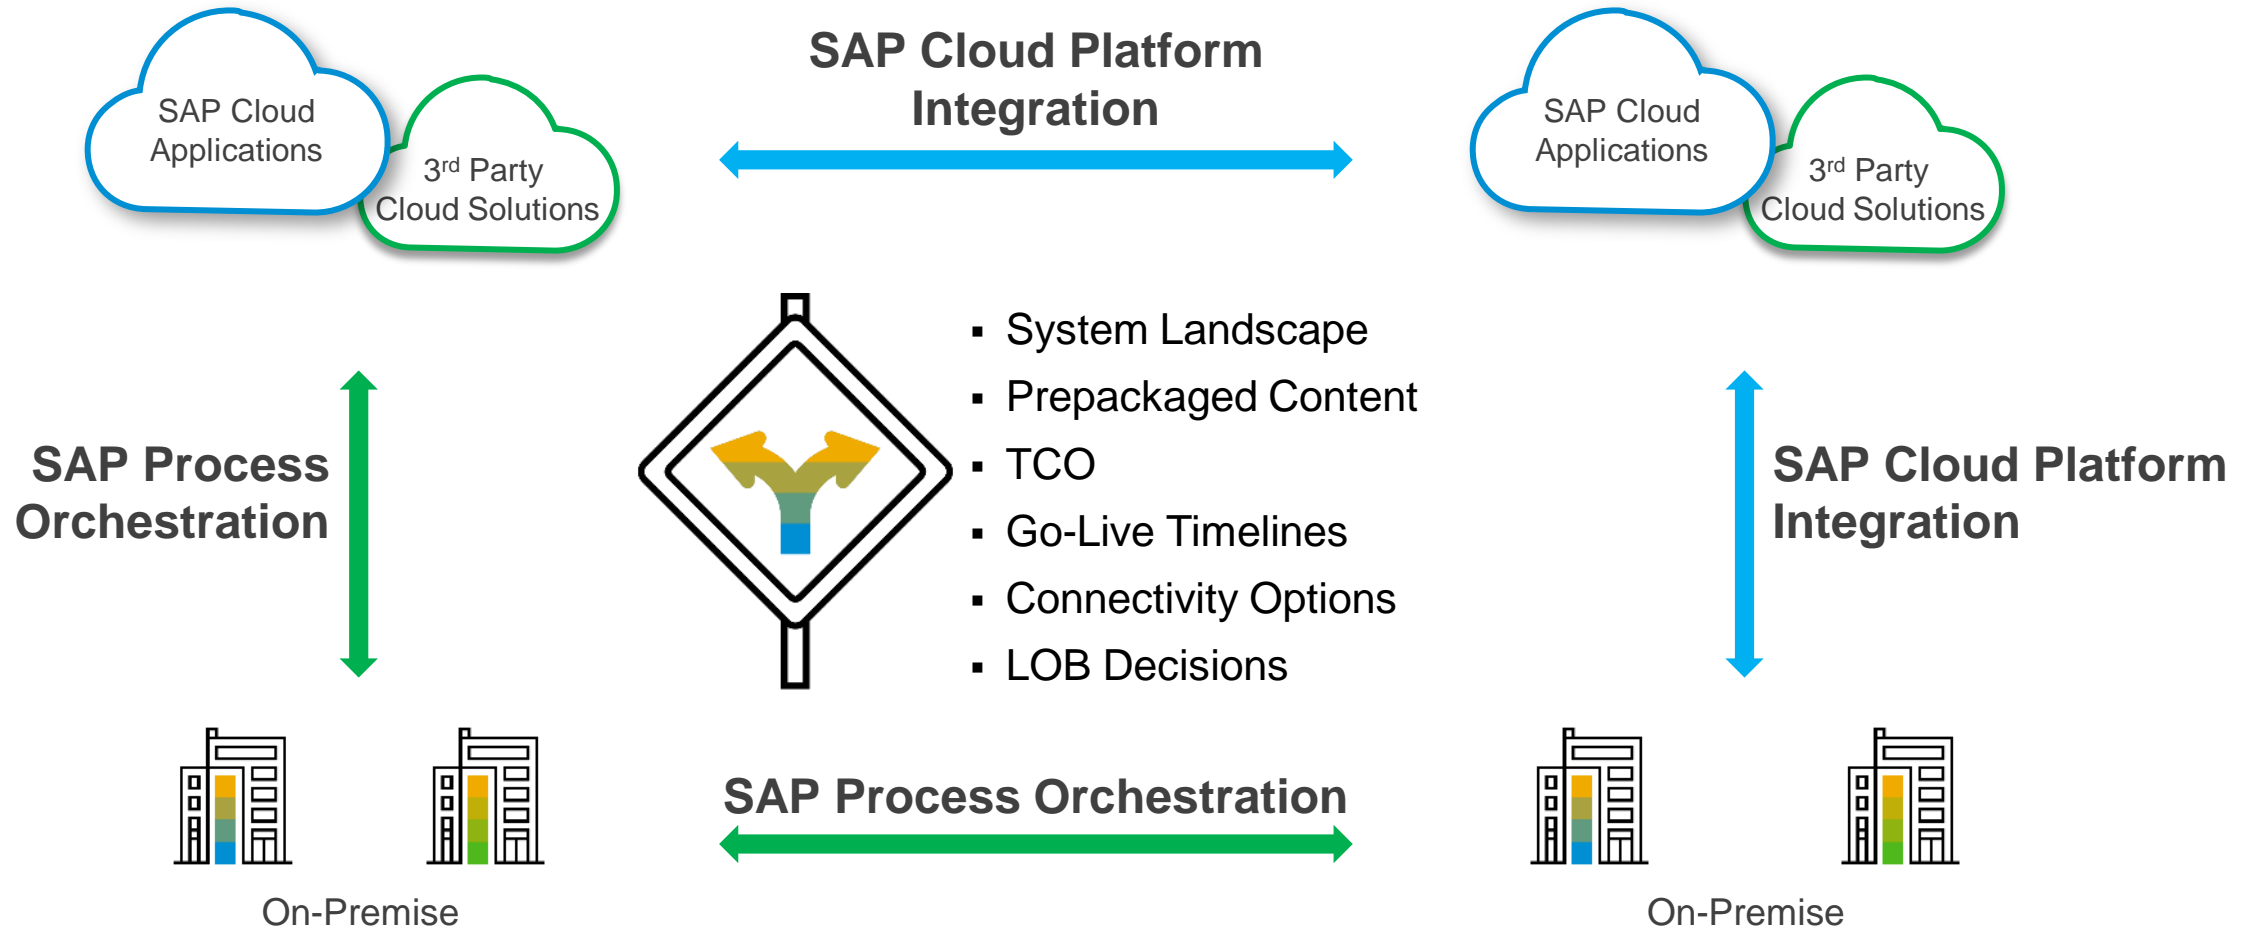 SAP Cloud Platform
Integration
SAP Cloud
Applications
3rd Party
Cloud Solutions
SAP Cloud
Applications
3rd Party
Cloud Solutions
▪ System Landscape
▪ Prepackaged Content
▪ TCO
▪ Go-Live Timelines
▪ Connectivity Options
▪ LOB Decisions
SAP Process
Orchestration
SAP Cloud Platform
Integration
SAP Process Orchestration
On-Premise
On-Premise